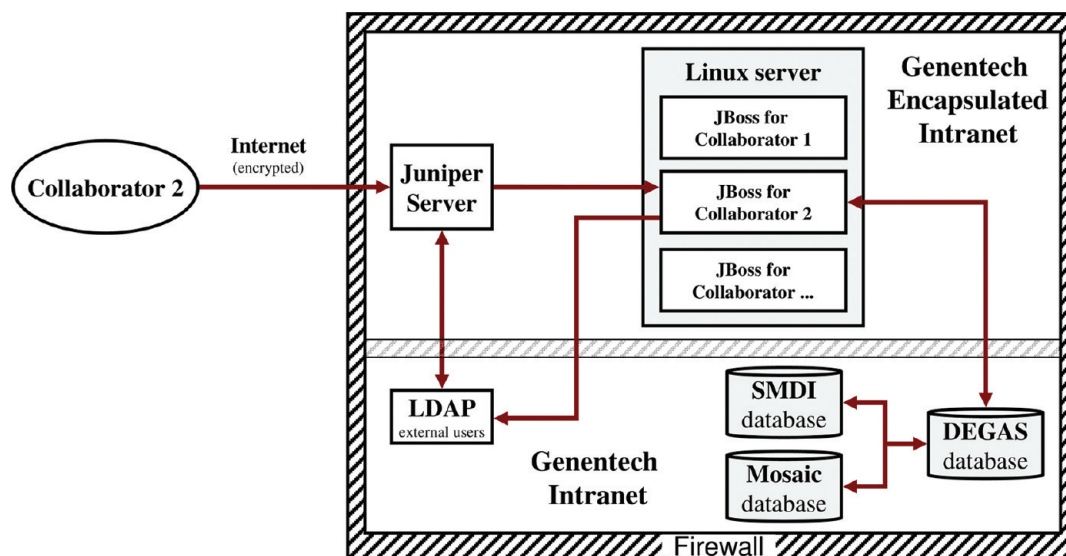 Linux server
Genentech
Encapsulated
Intranet
JBoss for
Collaborator 1
Internet
(encrypted)
Collaborator 2
Juniper
Server
JBoss for
Collaborator 2
JBoss for
Collaborator ...
LDAP
external users
SMDI
database
DEGAS
database
Genentech
Intranet
Mosaic
database
Firewall